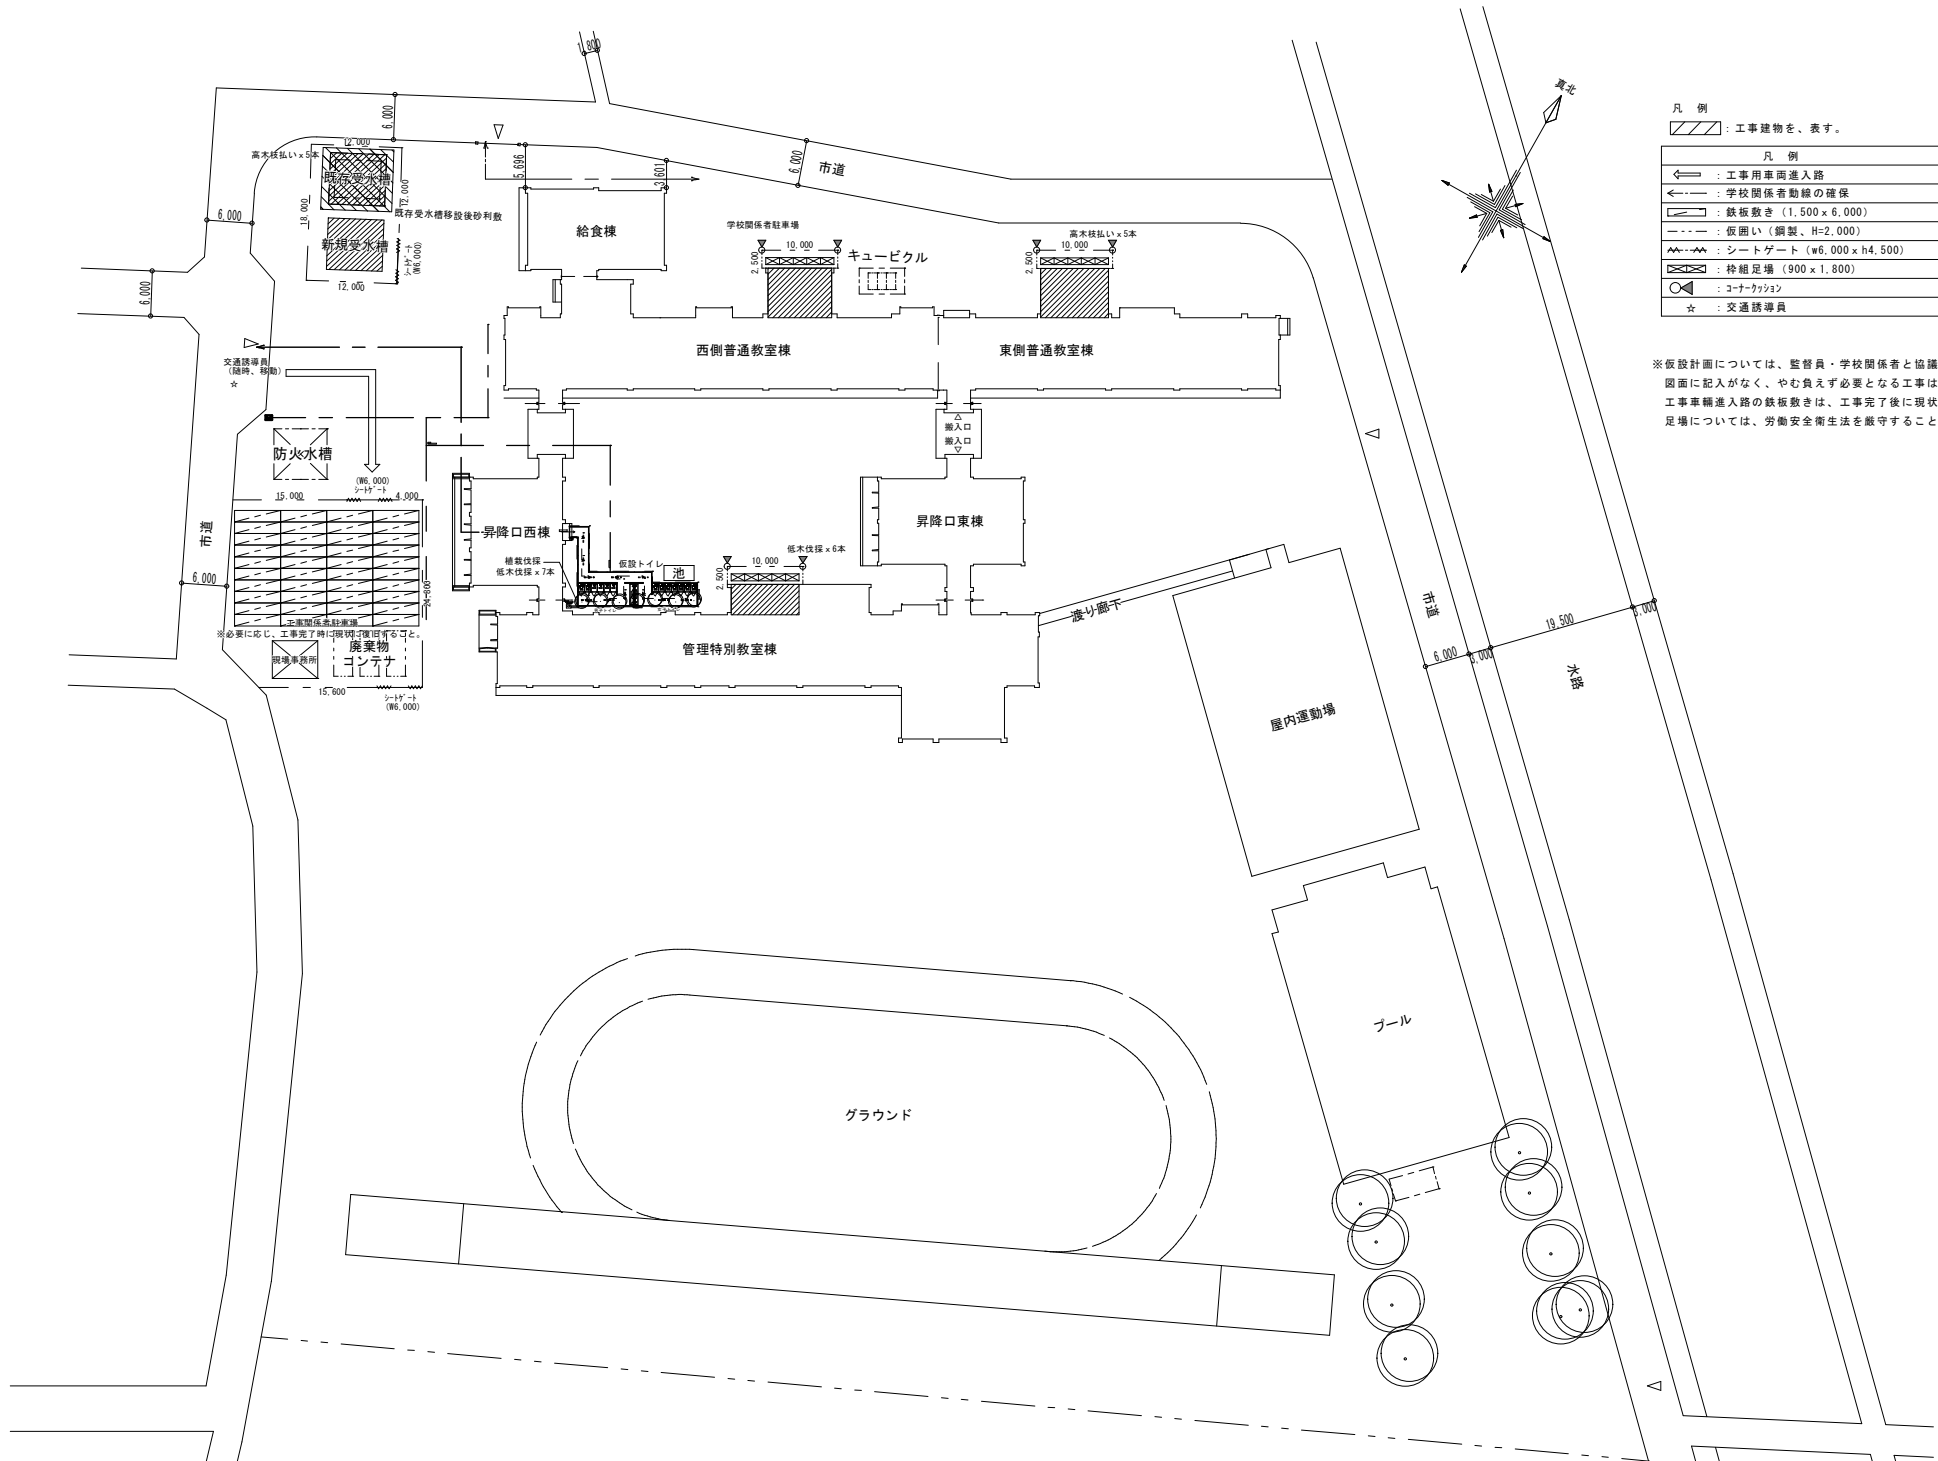 1,800
真北
凡 例
：工事建物を、表す。
凡 例
：工事用車両進入路
：学校関係者動線の確保
：鉄板敷き（1,500ｘ6,000）
：仮囲い（鋼製、H=2,000）
：シートゲート（w6,000ｘh4,500）
：枠組足場（900ｘ1,800）
：コーナークッション
☆ ：交通誘導員
※仮設計画については、監督員・学校関係者と協議
図面に記入がなく、やむ負えず必要となる工事は
工事車輛進入路の鉄板敷きは、工事完了後に現状
足場については、労働安全衛生法を厳守すること
6,000
12,000
高木枝払いｘ5本
既存受水槽
12,000
18,000
既存受水槽移設後砂利敷
新規受水槽
シートゲート
(W6,000)
12,000
6,000
6,000
5,696
3,601
6,000
市道
給食棟
学校関係者駐車場
10,000
2,500
キュービクル
高木枝払いｘ5本
10,000
2,500
西側普通教室棟
東側普通教室棟
交通誘導員
（随時、移動）
☆
防火水槽
(W6,000)
シートゲート
15,000
4,000
市道
6,000
24,800
工事関係者駐車場
※必要に応じ、工事完了時に現状に復旧すること。
現場事務所
廃棄物
コンテナ
15,600
シートゲート
(W6,000)
搬入口
搬入口
昇降口西棟
昇降口東棟
植栽伐採
低木伐採ｘ7本
仮設トイレ
池
低木伐採ｘ6本
10,000
2,500
管理特別教室棟
渡り廊下
市道
6,000
3,000
19,500
3,000
水路
屋内運動場
プール
グラウンド